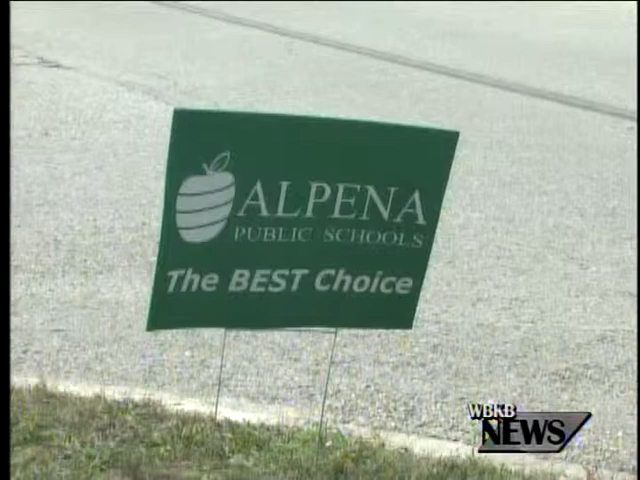 ALPENA
PUBLIC SCHOOLS
The BEST Choice
WBKB
NEWS